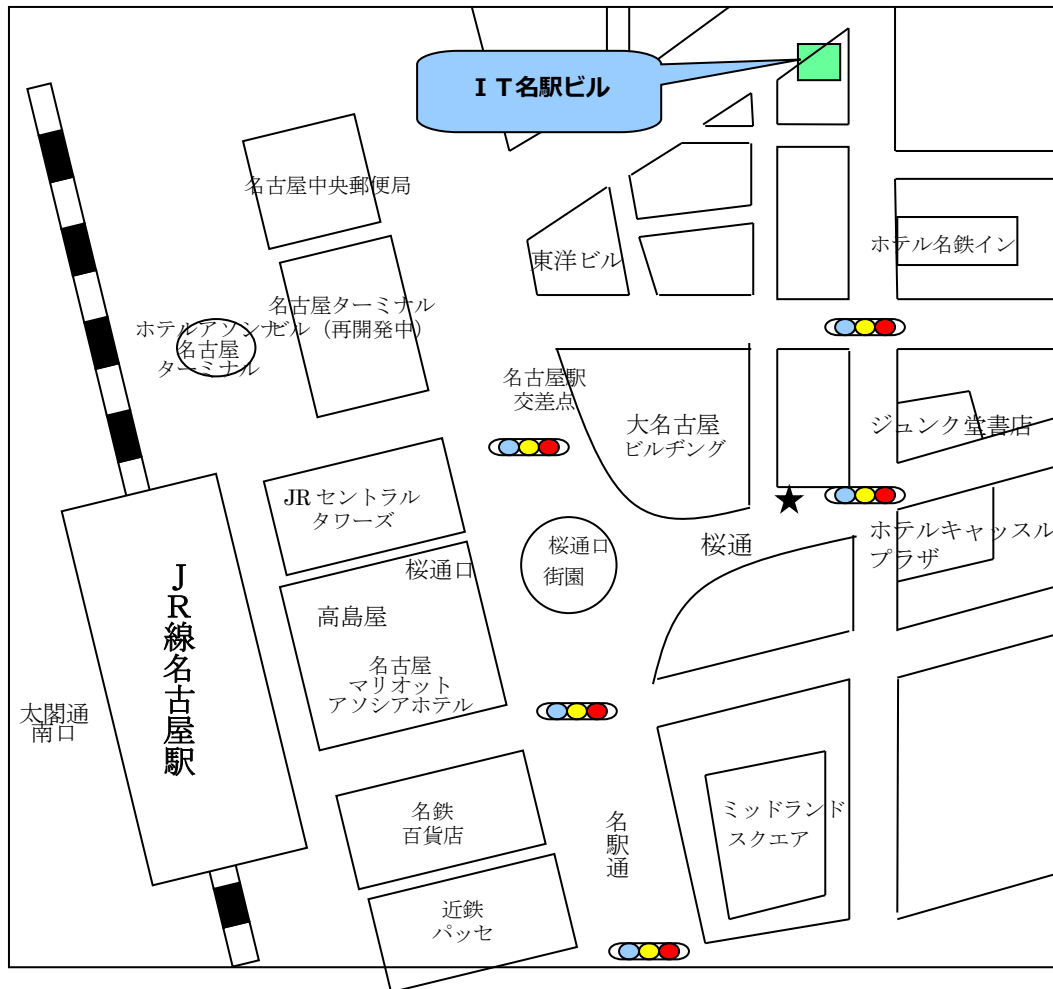 ＩＴ名駅ビル
名古屋中央郵便局
東洋ビル
ホテル名鉄イン
名古屋ターミナル
ビル（再開発中）
ホテルアソシア
名古屋
ターミナル
名古屋駅
交差点
大名古屋
ビルヂング
ジュンク堂書店
JRセントラル
タワーズ
桜通口
桜通口
街園
桜通
ホテルキャッスル
プラザ
高島屋
名古屋
マリオット
アソシアホテル
ＪＲ線名古屋駅
太閤通
南口
名鉄
百貨店
名駅通
ミッドランド
スクエア
近鉄
パッセ